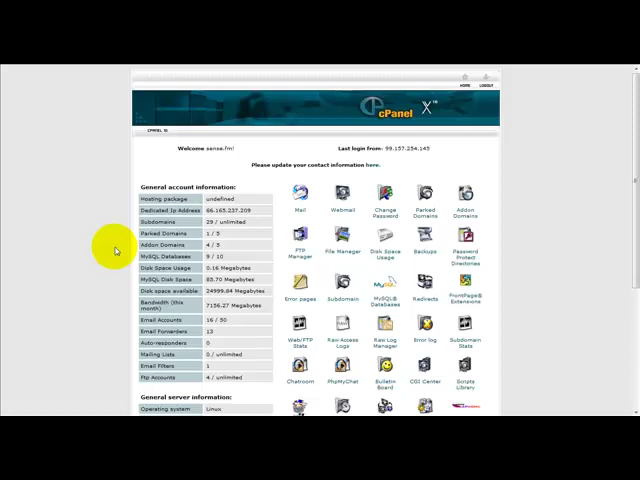 HOME LOGOUT
cPanel X™
CPANEL X:
Welcome sense.fm! Last login from: 99.157.254.145
Please update your contact information here.
General account information:
Hosting package undefined
Dedicated Ip Address 66.165.237.209
Subdomains 29 / unlimited
Parked Domains 1 / 5
Addon Domains 4 / 5
MySQL Databases 9 / 10
Disk Space Usage 0.16 Megabytes
MySQL Disk Space 83.70 Megabytes
Disk space available 24999.84 Megabytes
Bandwidth (this month) 7156.27 Megabytes
Email Accounts 16 / 50
Email Forwarders 13
Auto-responders 0
Mailing Lists 0 / unlimited
Email Filters 1
Ftp Accounts 4 / unlimited
General server information:
Operating system Linux
Mail Webmail Change Password Parked Domains Addon Domains
FTP Manager File Manager Disk Space Usage Backups Password Protect Directories
Error pages Subdomain MySQL® Databases Redirects FrontPage® Extensions
Web/FTP Stats Raw Access Logs Raw Log Manager Error log Subdomain Stats
Chatroom PhpMyChat Bulletin Board CGI Center Scripts Library